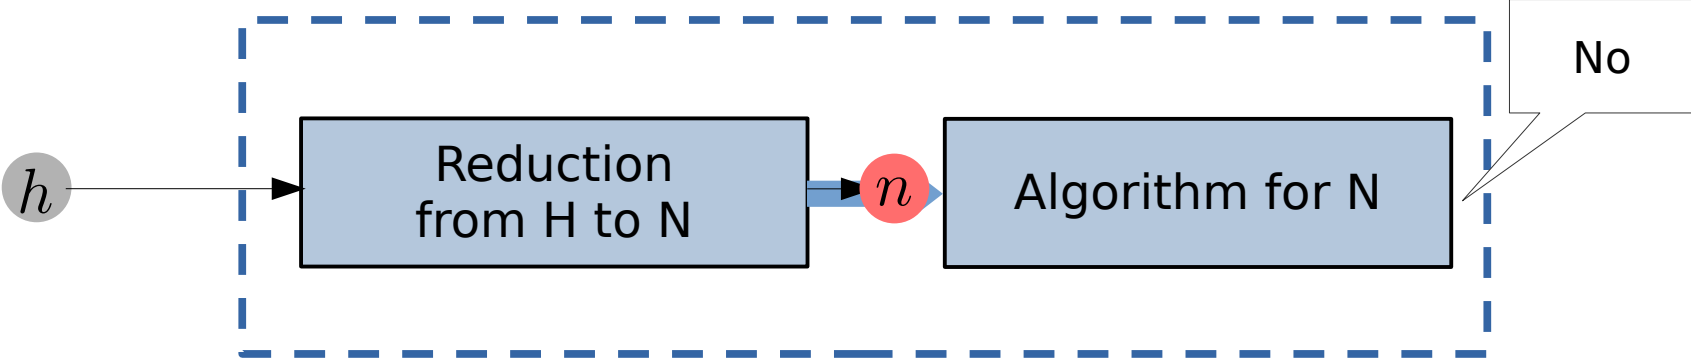 h
Reduction
from H to N
n
Algorithm for N
No